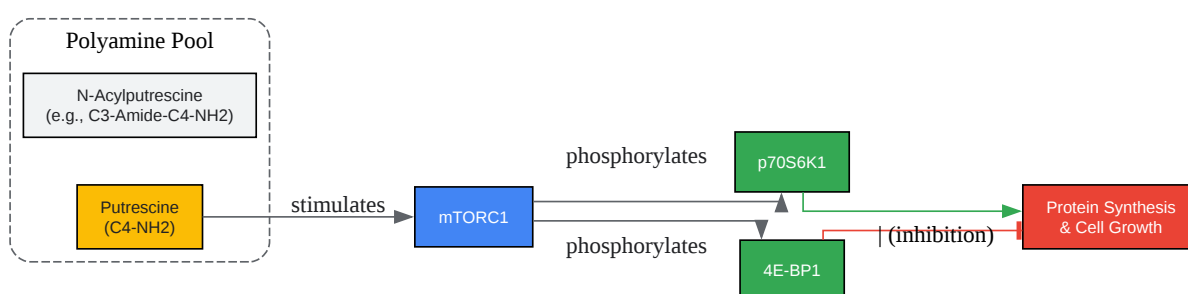 Polyamine Pool
N-Acylputrescine
(e.g., C3-Amide-C4-NH2)
Putrescine
(C4-NH2)
stimulates
mTORC1
phosphorylates
phosphorylates
p70S6K1
4E-BP1
| (inhibition)
Protein Synthesis
& Cell Growth